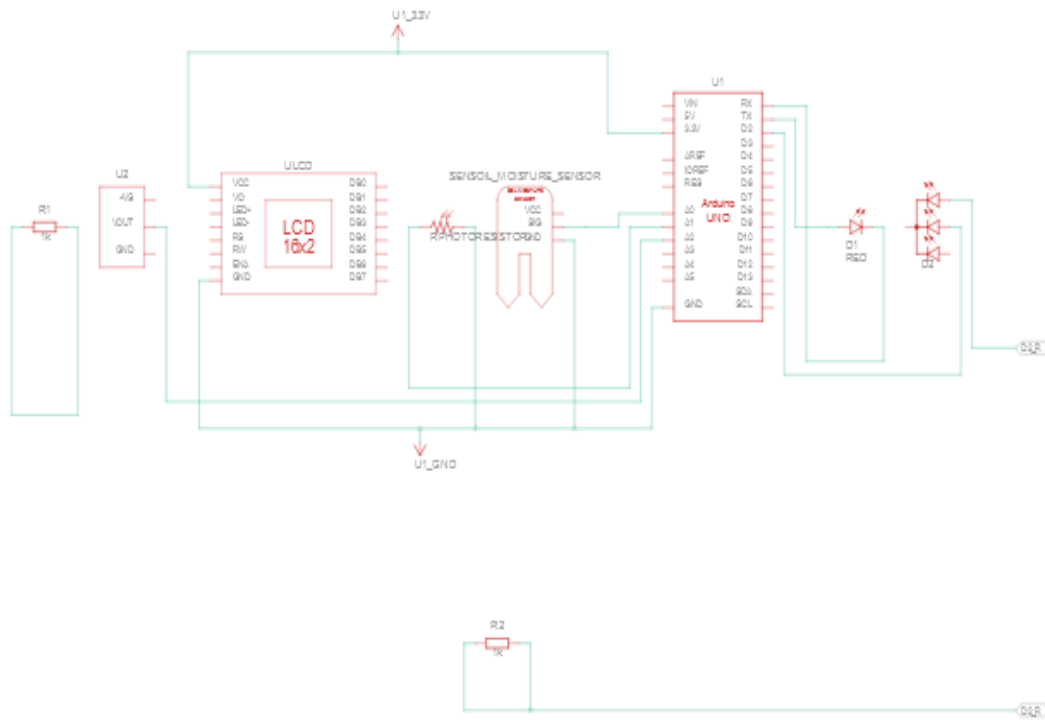 U1_3.3V
U1
VIN
5V
3.3V
AREF
IOREF
RES
A0
A1
A2
A3
A4
A5
GND
RX
TX
D2
D3
D4
D5
D6
D7
D8
D9
D10
D11
D12
D13
SDA
SCL
Arduino
UNO
U2
+VS
VOUT
GND
R1
1k
ULCD
VCC
VO
LED+
LED-
RS
RW
ENA
GND
DB0
DB1
DB2
DB3
DB4
DB5
DB6
DB7
LCD
16x2
SENSOIL_MOISTURE_SENSOR
VCC
SIG
GND
RPHOTORESISTOR
D1
RED
D2
U1_GND
R2
1k